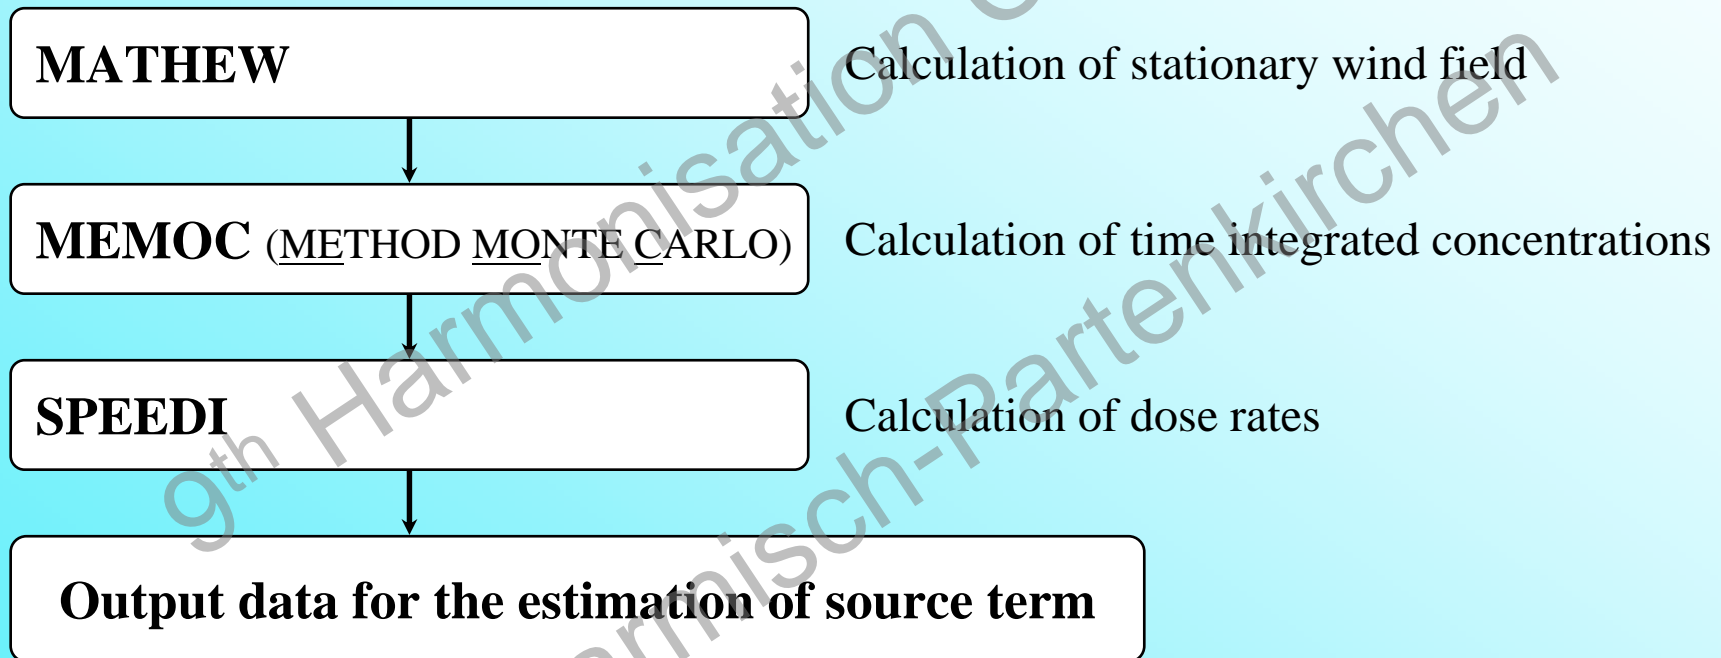 MATHEW Calculation of stationary wind field
MEMOC (METHOD MONTE CARLO) Calculation of time integrated concentrations
SPEEDI Calculation of dose rates
Output data for the estimation of source term
9th Harmonisation
Garmisch-Partenkirchen